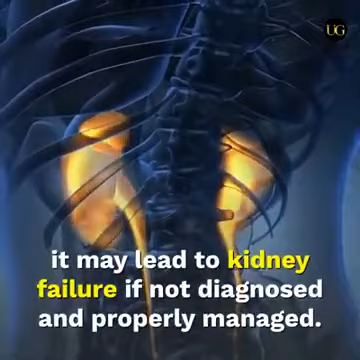 UG
it may lead to kidney
failure if not diagnosed
and properly managed.